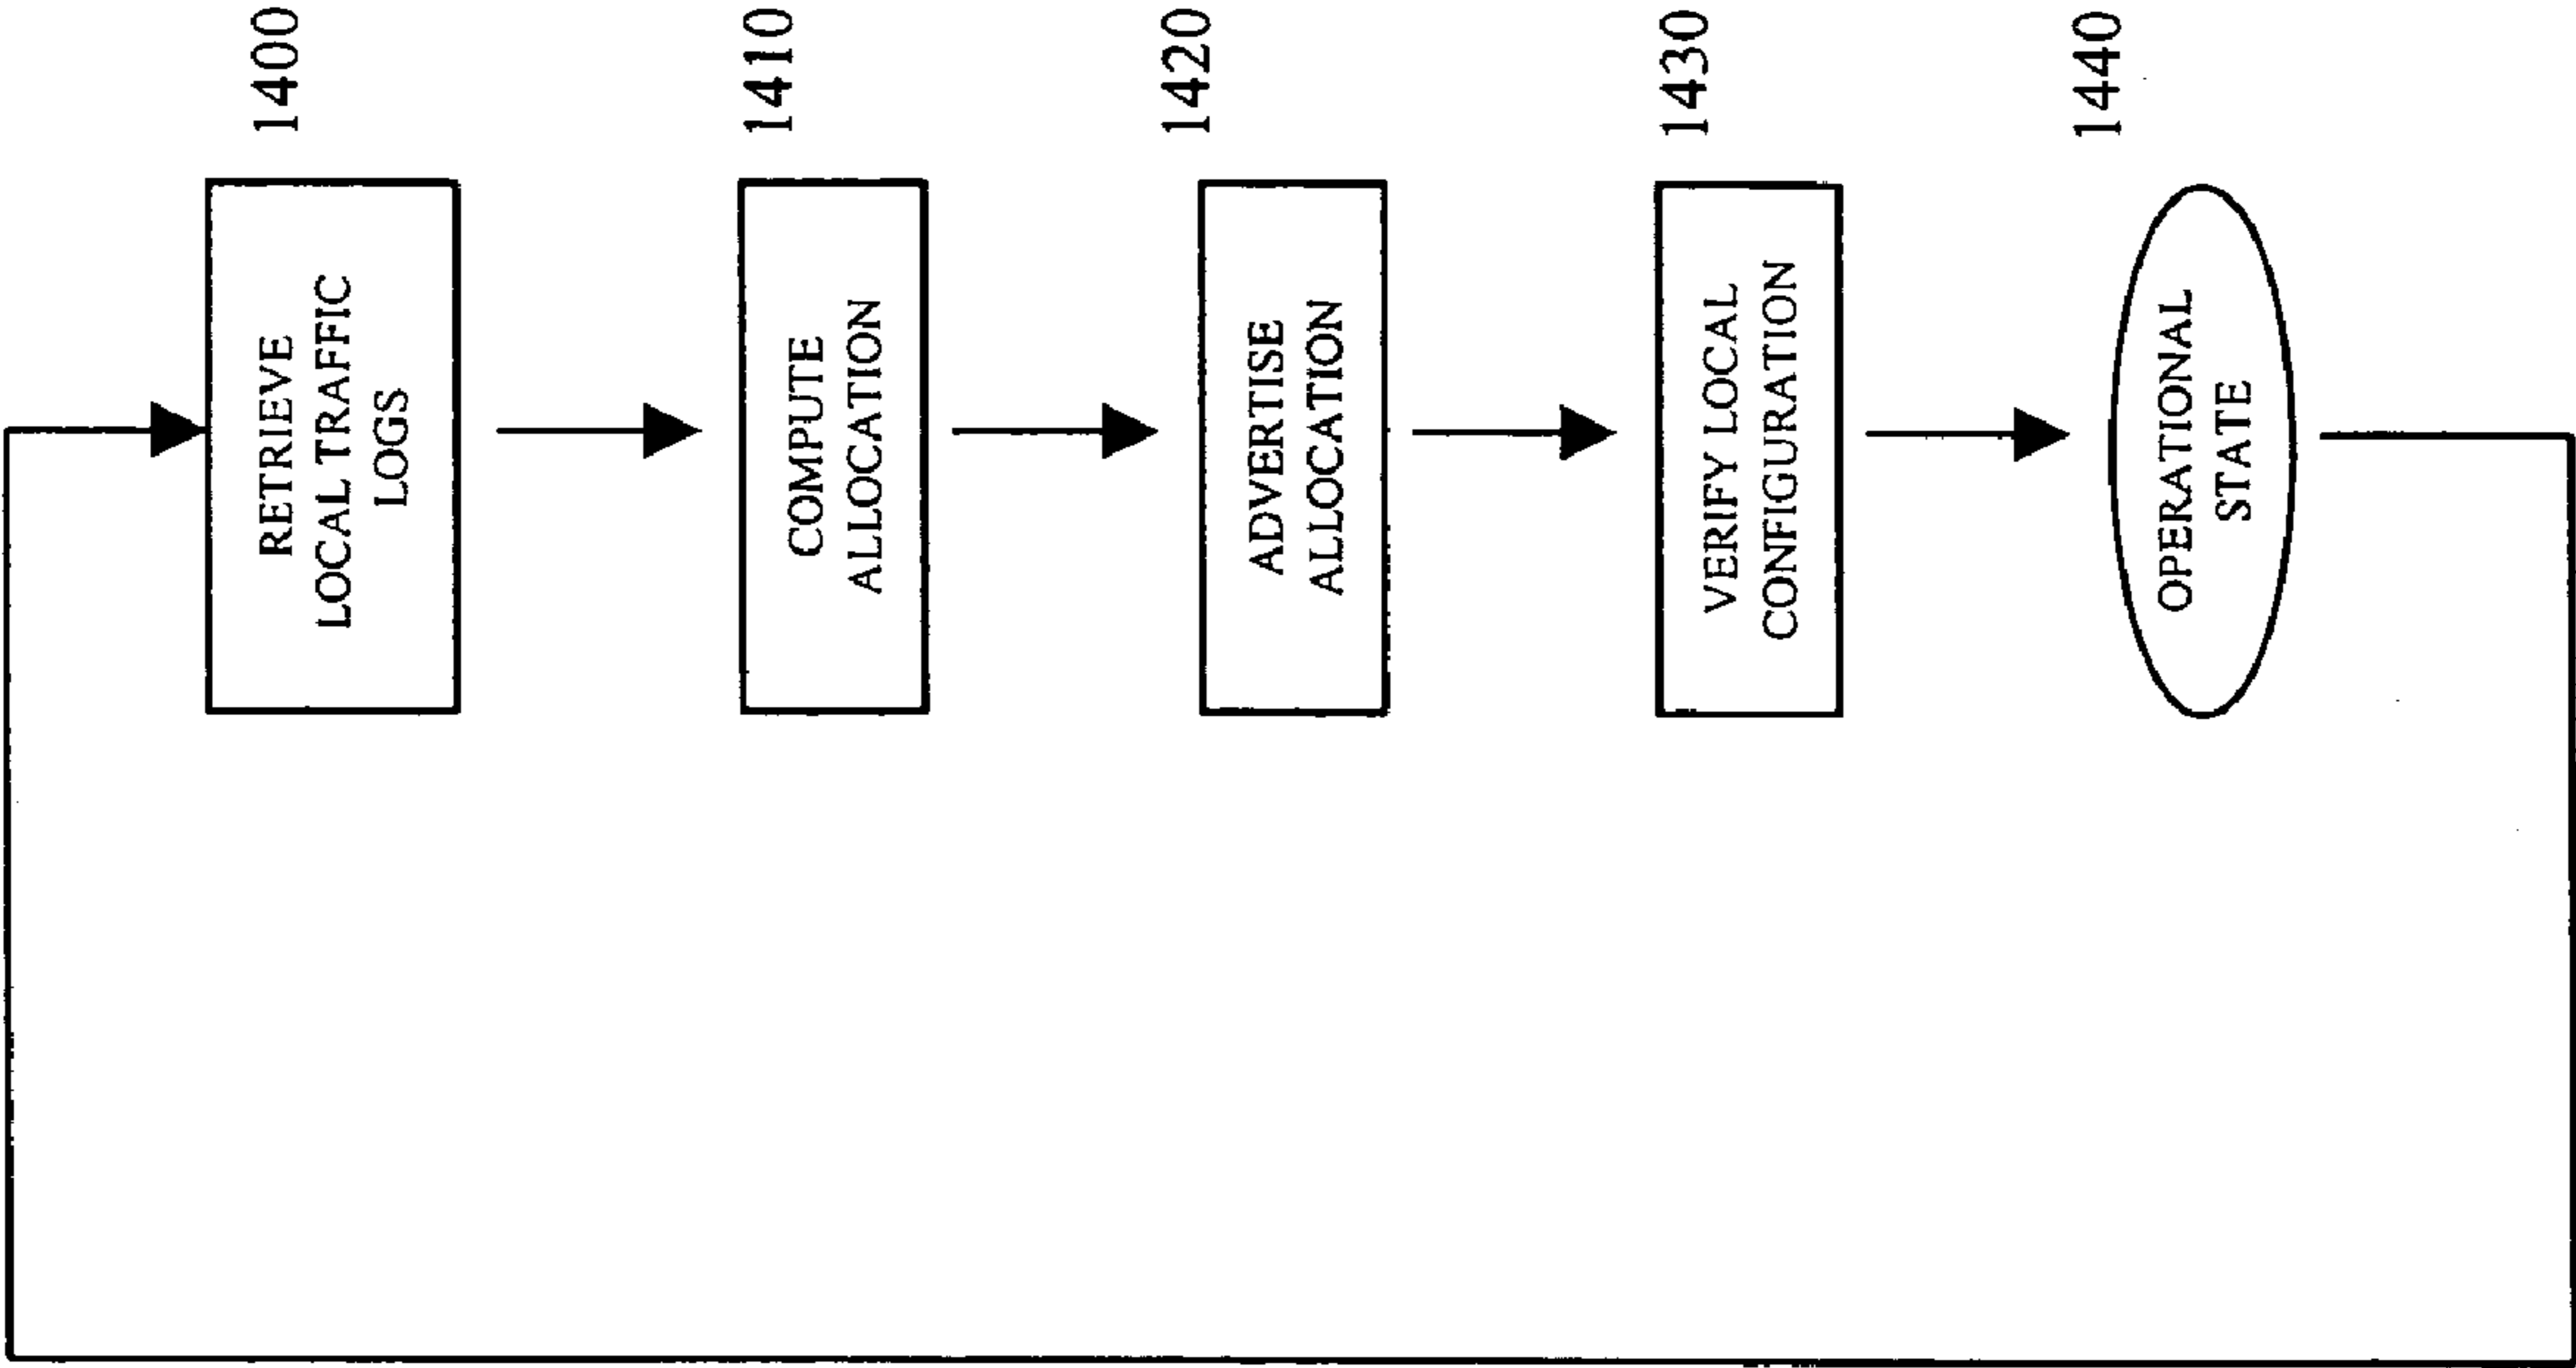 1400
RETRIEVE
LOCAL TRAFFIC
LOGS
1410
COMPUTE
ALLOCATION
1420
ADVERTISE
ALLOCATION
1430
VERIFY LOCAL
CONFIGURATION
1440
OPERATIONAL
STATE